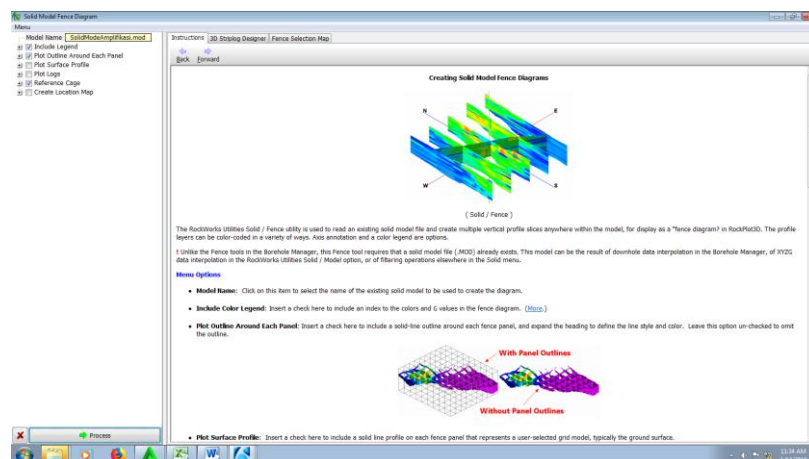 Solid Model Fence Diagram
Menu
Model Name SolidModeAmplifikasi.mod
Include Legend
Plot Outline Around Each Panel
Plot Surface Profile
Plot Logs
Reference Cage
Create Location Map
Instructions 3D Striplog Designer Fence Selection Map
Back Forward
Creating Solid Model Fence Diagrams
N E
W S
( Solid / Fence )
The RockWorks Utilities Solid / Fence utility is used to read an existing solid model file and create multiple vertical profile slices anywhere within the model, for display as a "fence diagram? in RockPlot3D. The profile
layers can be color-coded in a variety of ways. Axis annotation and a color legend are options.
! Unlike the Fence tools in the Borehole Manager, this Fence tool requires that a solid model file (.MOD) already exists. This model can be the result of downhole data interpolation in the Borehole Manager, of XYZG
data interpolation in the RockWorks Utilities Solid / Model option, or of filtering operations elsewhere in the Solid menu.
Menu Options
• Model Name: Click on this item to select the name of the existing solid model to be used to create the diagram.
• Include Color Legend: Insert a check here to include an index to the colors and G values in the fence diagram. (More.)
• Plot Outline Around Each Panel: Insert a check here to include a solid-line outline around each fence panel, and expand the heading to define the line style and color. Leave this option un-checked to omit
the outline.
With Panel Outlines
Without Panel Outlines
• Plot Surface Profile: Insert a check here to include a solid line profile on each fence panel that represents a user-selected grid model, typically the ground surface.
Process
11:34 AM